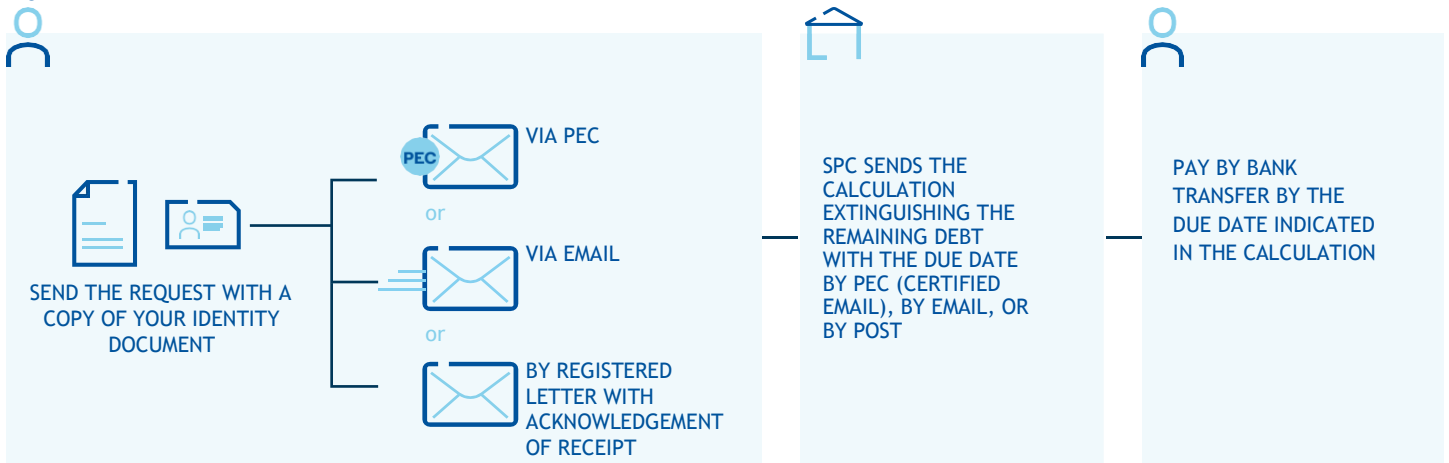 SEND THE REQUEST WITH A
COPY OF YOUR IDENTITY
DOCUMENT
PEC
VIA PEC
or
VIA EMAIL
or
BY REGISTERED
LETTER WITH
ACKNOWLEDGEMENT
OF RECEIPT
SPC SENDS THE
CALCULATION
EXTINGUISHING THE
REMAINING DEBT
WITH THE DUE DATE
BY PEC (CERTIFIED
EMAIL), BY EMAIL, OR
BY POST
PAY BY BANK
TRANSFER BY THE
DUE DATE INDICATED
IN THE CALCULATION